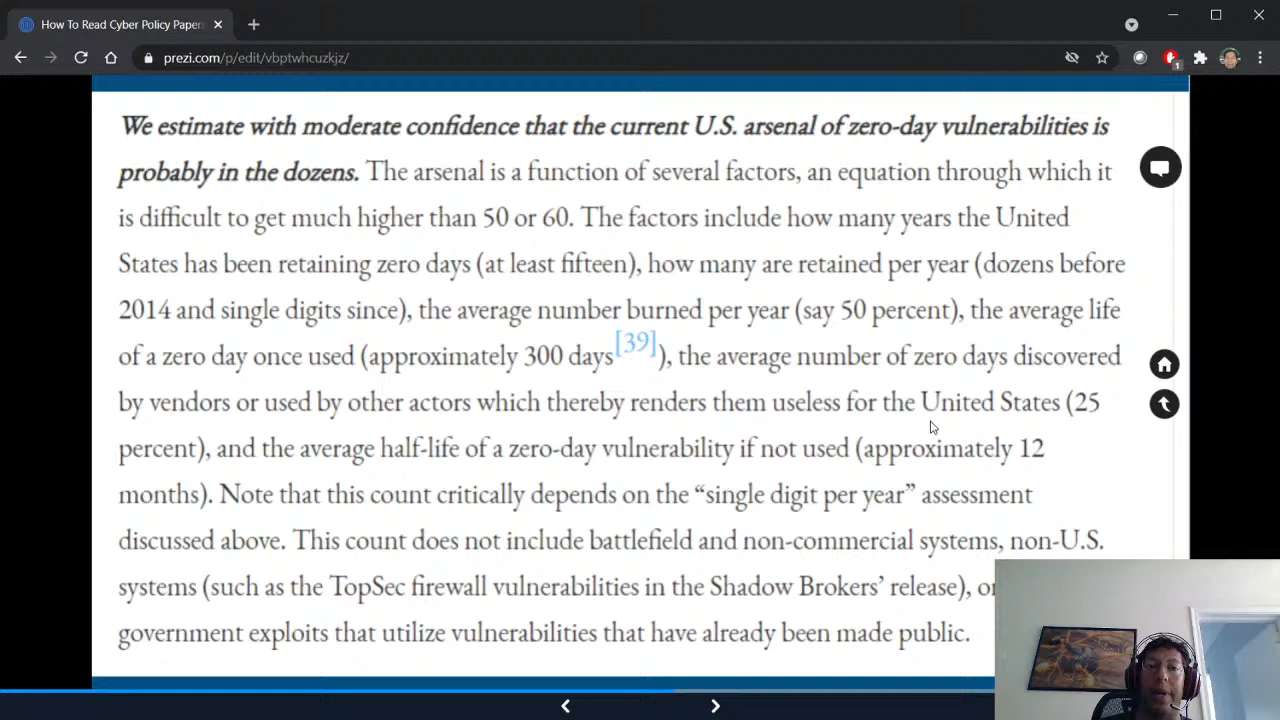 How To Read Cyber Policy Papers
prezi.com/p/edit/vbptwhcuzkjz/
1
We estimate with moderate confidence that the current U.S. arsenal of zero-day vulnerabilities is
probably in the dozens. The arsenal is a function of several factors, an equation through which it
is difficult to get much higher than 50 or 60. The factors include how many years the United
States has been retaining zero days (at least fifteen), how many are retained per year (dozens before
2014 and single digits since), the average number burned per year (say 50 percent), the average life
of a zero day once used (approximately 300 days[39]), the average number of zero days discovered
by vendors or used by other actors which thereby renders them useless for the United States (25
percent), and the average half-life of a zero-day vulnerability if not used (approximately 12
months). Note that this count critically depends on the “single digit per year” assessment
discussed above. This count does not include battlefield and non-commercial systems, non-U.S.
systems (such as the TopSec firewall vulnerabilities in the Shadow Brokers’ release), or
government exploits that utilize vulnerabilities that have already been made public.